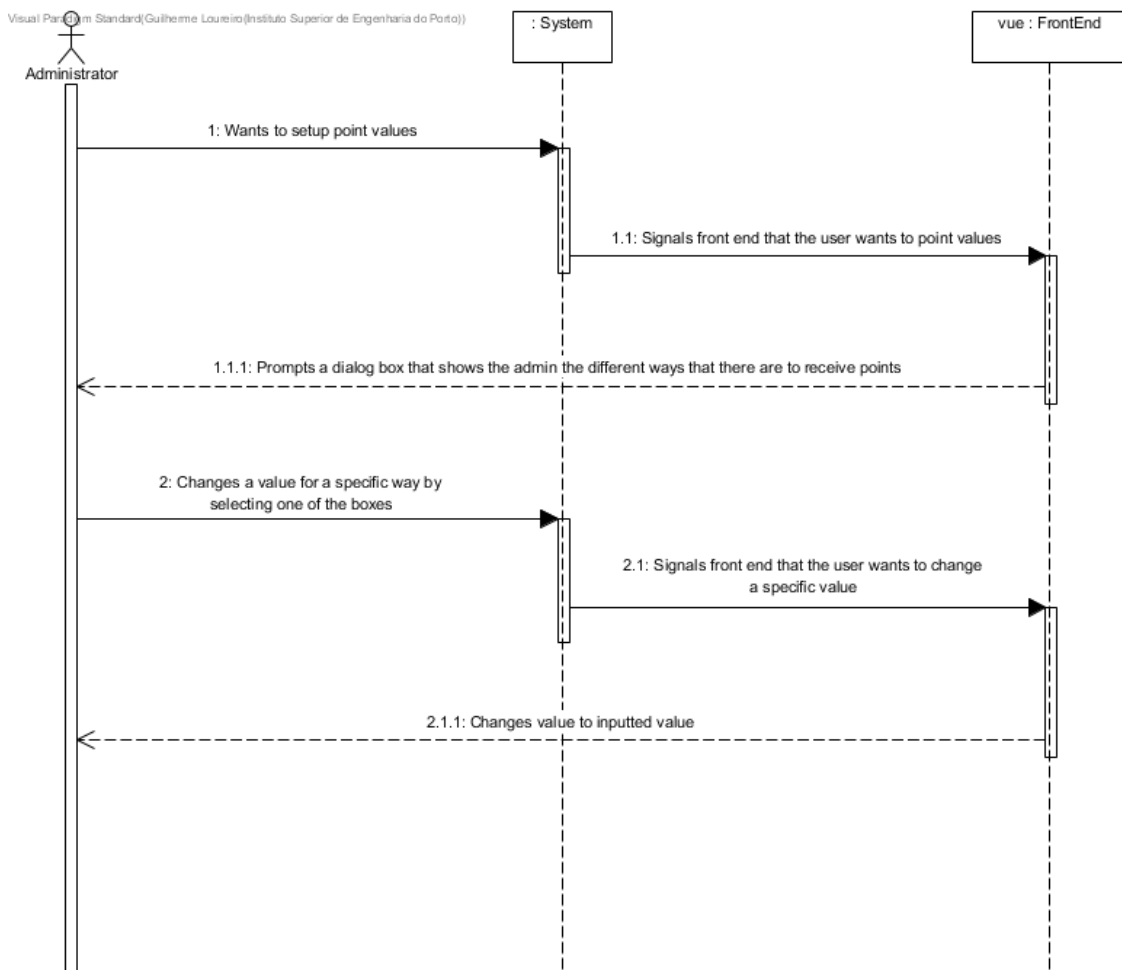 Visual Paradigm Standard(Guilherme Loureiro(Instituto Superior de Engenharia do Porto))
: System
vue : FrontEnd
Administrator
1: Wants to setup point values
1.1: Signals front end that the user wants to point values
1.1.1: Prompts a dialog box that shows the admin the different ways that there are to receive points
2: Changes a value for a specific way by
selecting one of the boxes
2.1: Signals front end that the user wants to change
a specific value
2.1.1: Changes value to inputted value